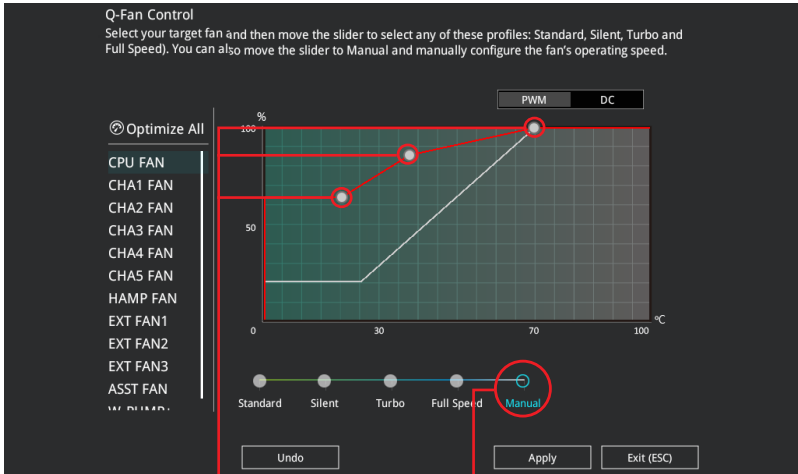 Q-Fan Control
Select your target fan and then move the slider to select any of these profiles: Standard, Silent, Turbo and
Full Speed). You can also move the slider to Manual and manually configure the fan's operating speed.
PWM DC
%
Optimize All
100
CPU FAN
CHA1 FAN
CHA2 FAN
CHA3 FAN
CHA4 FAN
CHA5 FAN
HAMP FAN
EXT FAN1
EXT FAN2
EXT FAN3
ASST FAN
W_PUMP+
50
°C
0 30 70 100
Standard Silent Turbo Full Speed Manual
Undo Apply Exit (ESC)